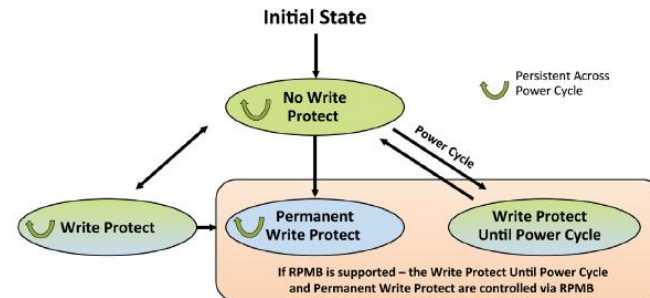 Initial State
Persistent Across
Power Cycle
No Write
Protect
Power Cycle
Write Protect
Permanent
Write Protect
Write Protect
Until Power Cycle
If RPMB is supported – the Write Protect Until Power Cycle
and Permanent Write Protect are controlled via RPMB